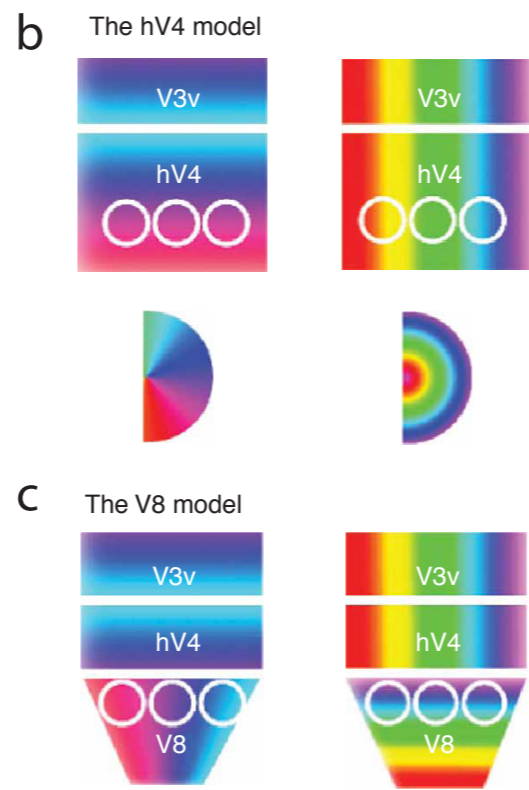 b The hV4 model
V3v V3v
hV4 hV4
c The V8 model
V3v V3v
hV4 hV4
V8 V8